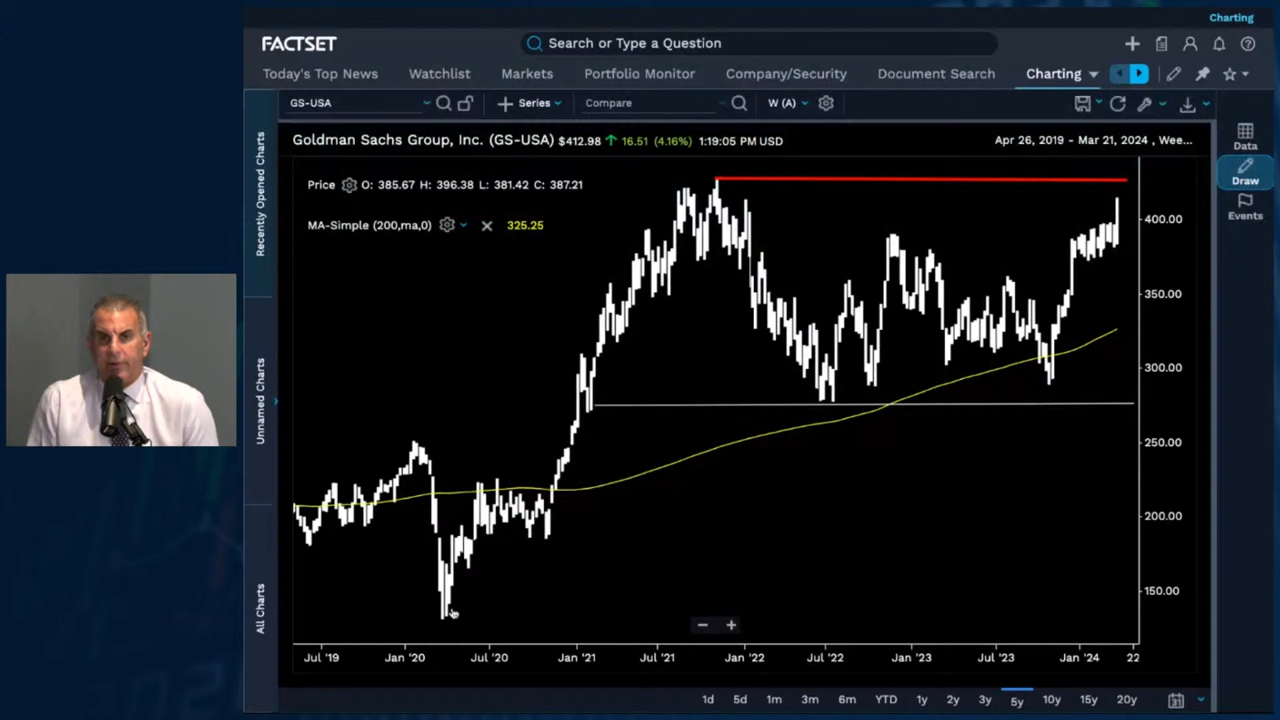 Charting
FACTSET
Search or Type a Question
Today's Top News Watchlist Markets Portfolio Monitor Company/Security Document Search Charting
GS-USA Series Compare W (A)
Goldman Sachs Group, Inc. (GS-USA) $412.98 16.51 (4.16%) 1:19:05 PM USD Apr 26, 2019 - Mar 21, 2024 , Wee...
Price O: 385.67 H: 396.38 L: 381.42 C: 387.21
MA-Simple (200,ma,0) 325.25
Recently Opened Charts
Unnamed Charts
All Charts
Data
Draw
Events
400.00
350.00
300.00
250.00
200.00
150.00
Jul '19 Jan '20 Jul '20 Jan '21 Jul '21 Jan '22 Jul '22 Jan '23 Jul '23 Jan '24 22
1d 5d 1m 3m 6m YTD 1y 2y 3y 5y 10y 15y 20y